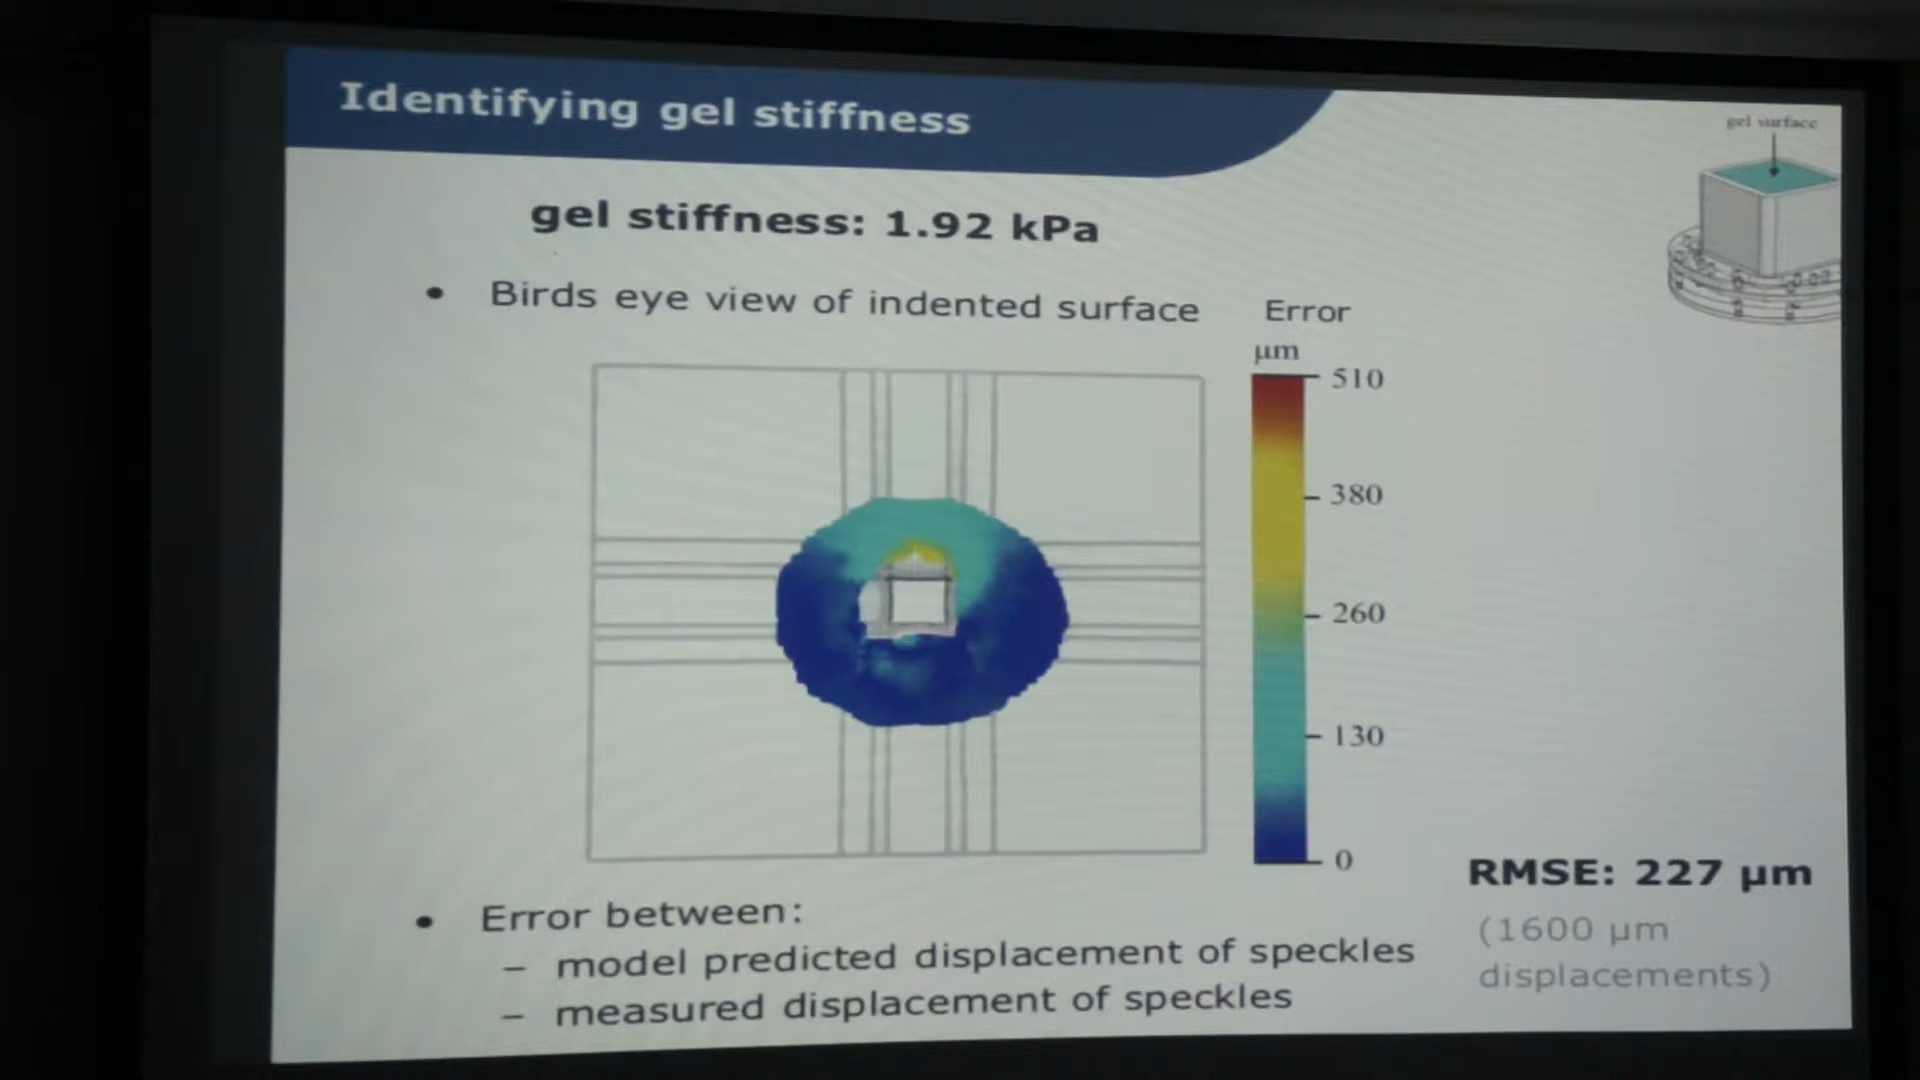 Identifying gel stiffness
gel surface
gel stiffness: 1.92 kPa
• Birds eye view of indented surface
Error
µm
510
380
260
130
0
RMSE: 227 µm
(1600 µm
displacements)
• Error between:
– model predicted displacement of speckles
– measured displacement of speckles